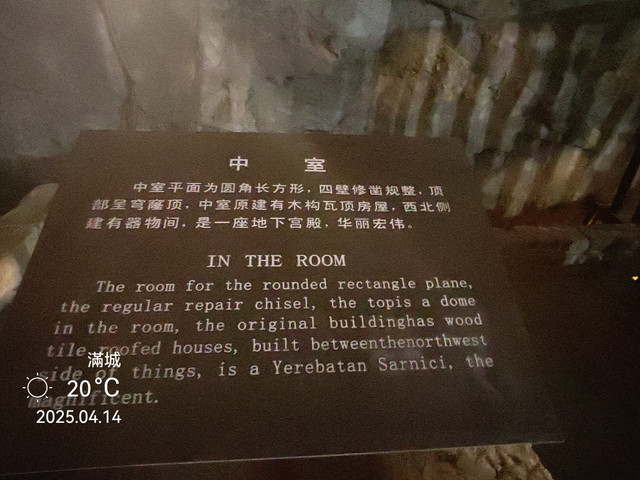 中 室
中室平面为圆角长方形，四壁修凿规整，顶
部呈穹窿顶，中室原建有木构瓦顶房屋，西北侧
建有器物间，是一座地下宫殿，华丽宏伟。
IN THE ROOM
The room for the rounded rectangle plane,
the regular repair chisel, the topis a dome
in the room, the original buildinghas wood
tile roofed houses, built betweenthenorthwest
side of things, is a Yerebatan Sarnici, the
magnificent.
满城
20°C
2025.04.14